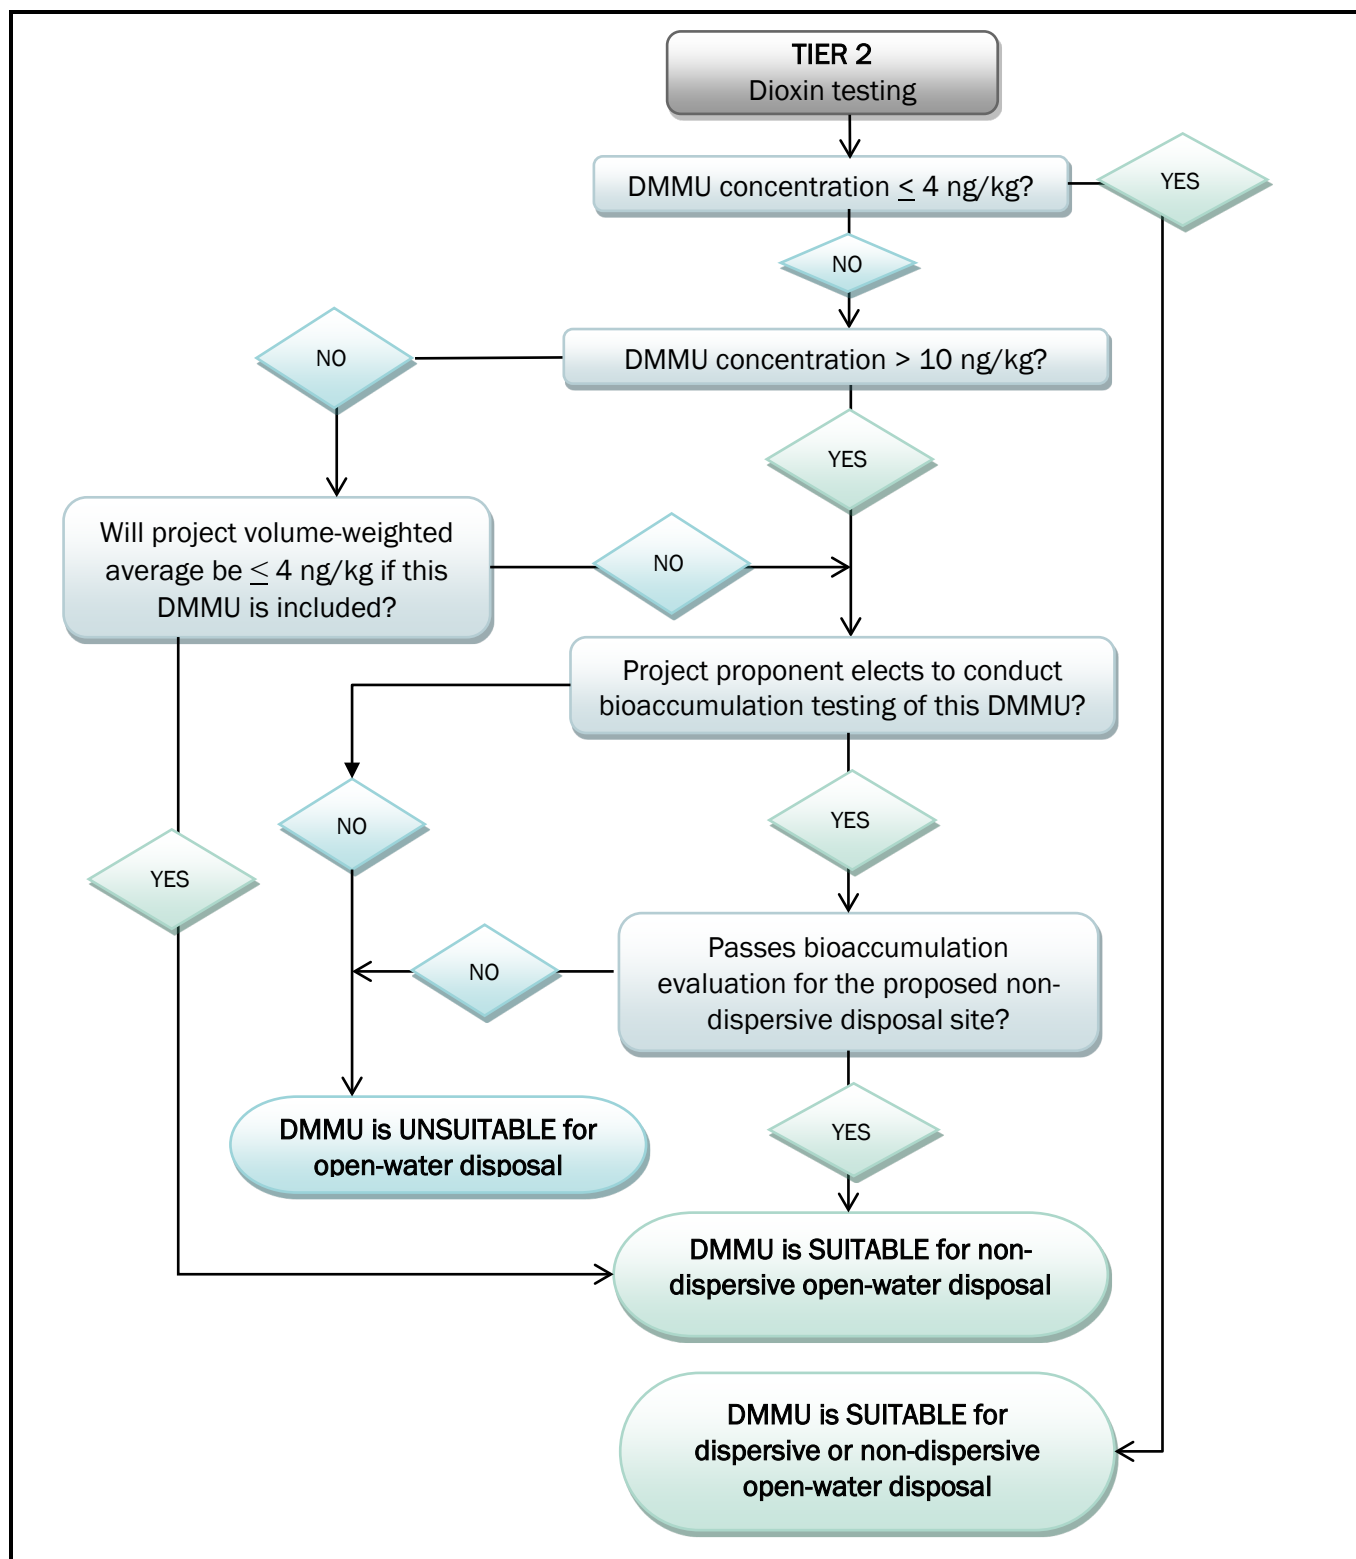 TIER 2
Dioxin testing
DMMU concentration ≤ 4 ng/kg?
YES
NO
DMMU concentration > 10 ng/kg?
NO
YES
Will project volume-weighted
average be ≤ 4 ng/kg if this
DMMU is included?
NO
Project proponent elects to conduct
bioaccumulation testing of this DMMU?
NO
YES
YES
Passes bioaccumulation
evaluation for the proposed non-
dispersive disposal site?
NO
DMMU is UNSUITABLE for
open-water disposal
YES
DMMU is SUITABLE for non-
dispersive open-water disposal
DMMU is SUITABLE for
dispersive or non-dispersive
open-water disposal